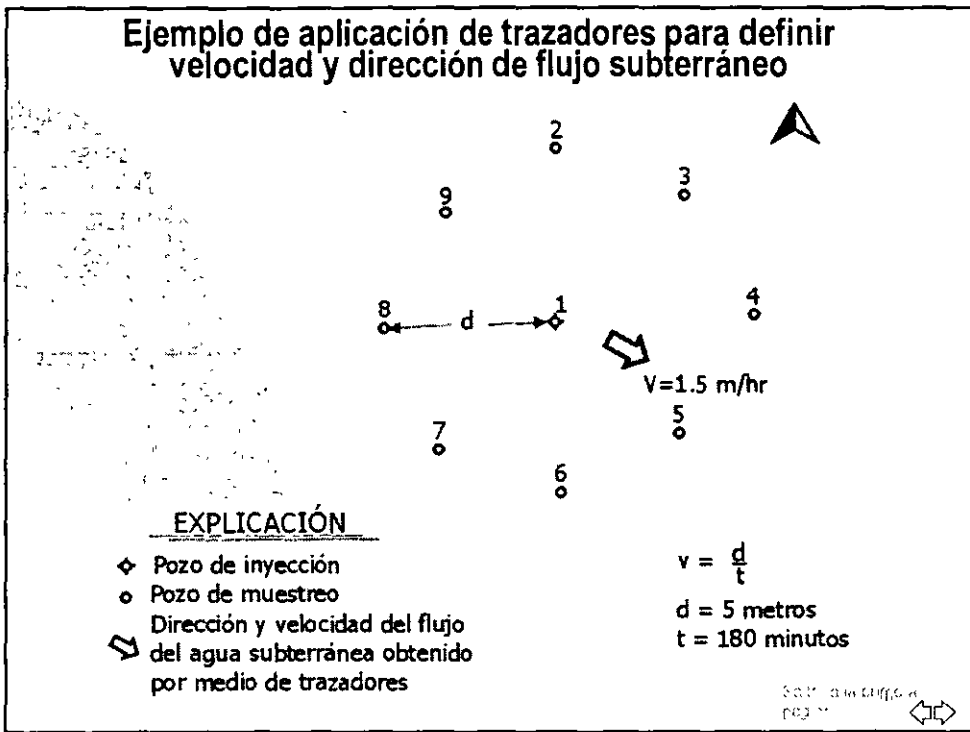 Ejemplo de aplicación de trazadores para definir
velocidad y dirección de flujo subterráneo
2
3
9
4
8
d
1
V=1.5 m/hr
5
7
6
EXPLICACIÓN
Pozo de inyección
Pozo de muestreo
Dirección y velocidad del flujo
del agua subterránea obtenido
por medio de trazadores
v = d
t
d = 5 metros
t = 180 minutos